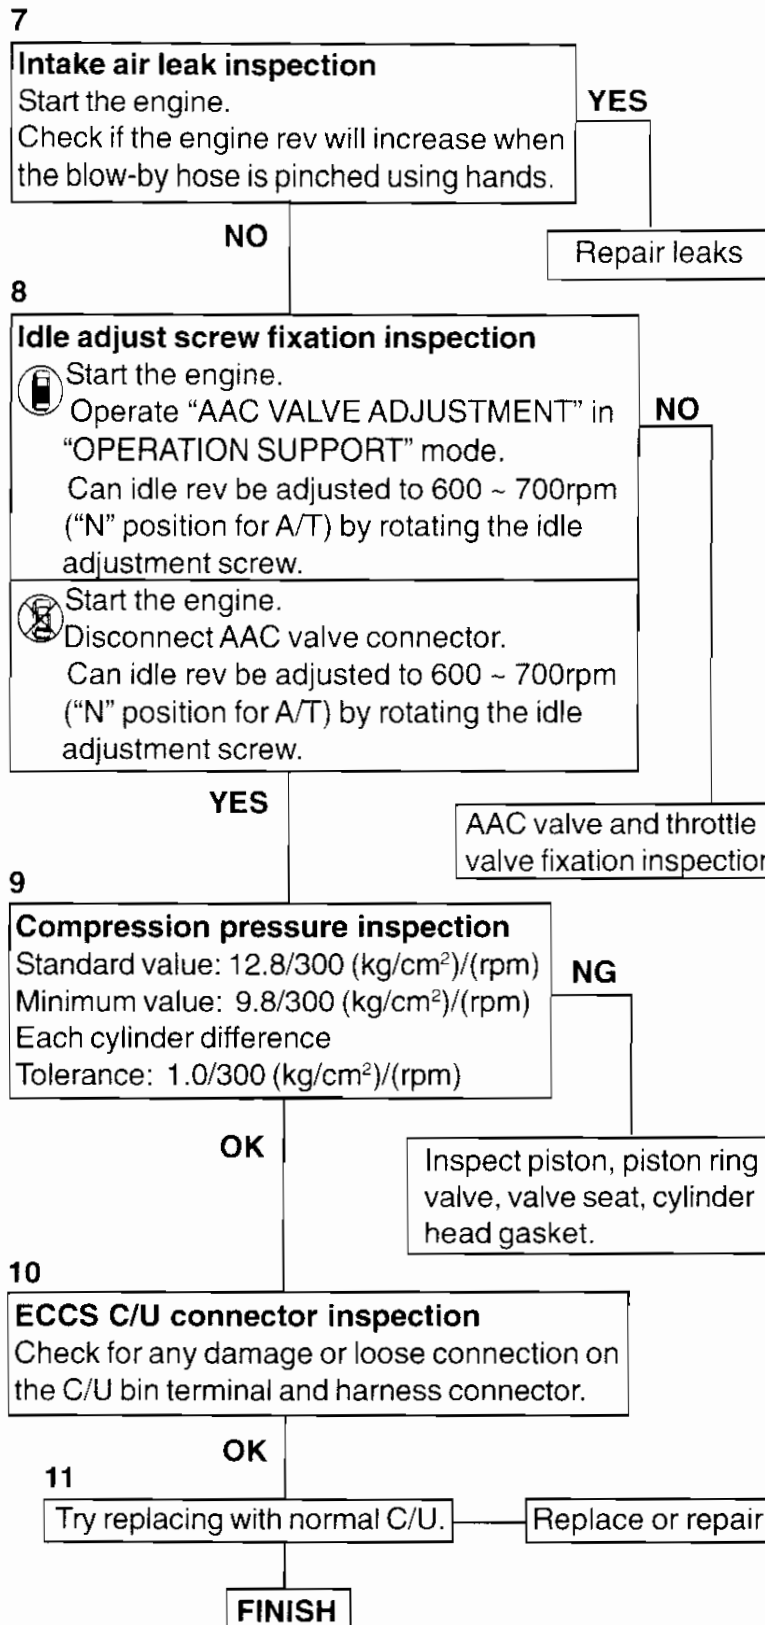 7
Intake air leak inspection
Start the engine.
Check if the engine rev will increase when
the blow-by hose is pinched using hands.
YES
NO
Repair leaks
8
Idle adjust screw fixation inspection
Start the engine.
Operate “AAC VALVE ADJUSTMENT” in
“OPERATION SUPPORT” mode.
Can idle rev be adjusted to 600 ~ 700rpm
(“N” position for A/T) by rotating the idle
adjustment screw.
NO
Start the engine.
Disconnect AAC valve connector.
Can idle rev be adjusted to 600 ~ 700rpm
(“N” position for A/T) by rotating the idle
adjustment screw.
YES
AAC valve and throttle
valve fixation inspection
9
Compression pressure inspection
Standard value: 12.8/300 (kg/cm²)/(rpm)
Minimum value: 9.8/300 (kg/cm²)/(rpm)
Each cylinder difference
Tolerance: 1.0/300 (kg/cm²)/(rpm)
NG
OK
Inspect piston, piston ring
valve, valve seat, cylinder
head gasket.
10
ECCS C/U connector inspection
Check for any damage or loose connection on
the C/U bin terminal and harness connector.
OK
11
Try replacing with normal C/U.
Replace or repair
FINISH